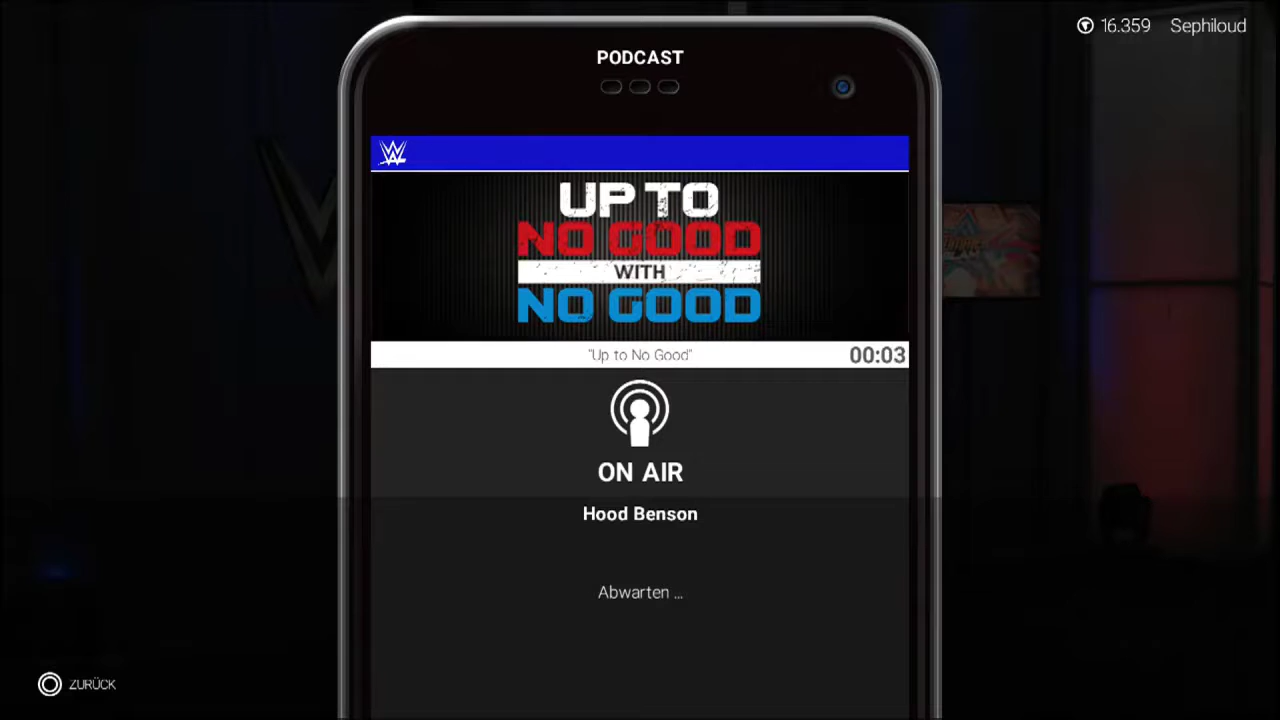 16.359 Sephiloud
PODCAST
UP TO
NO GOOD
WITH
NO GOOD
"Up to No Good" 00:03
ON AIR
Hood Benson
Abwarten ...
ZURÜCK